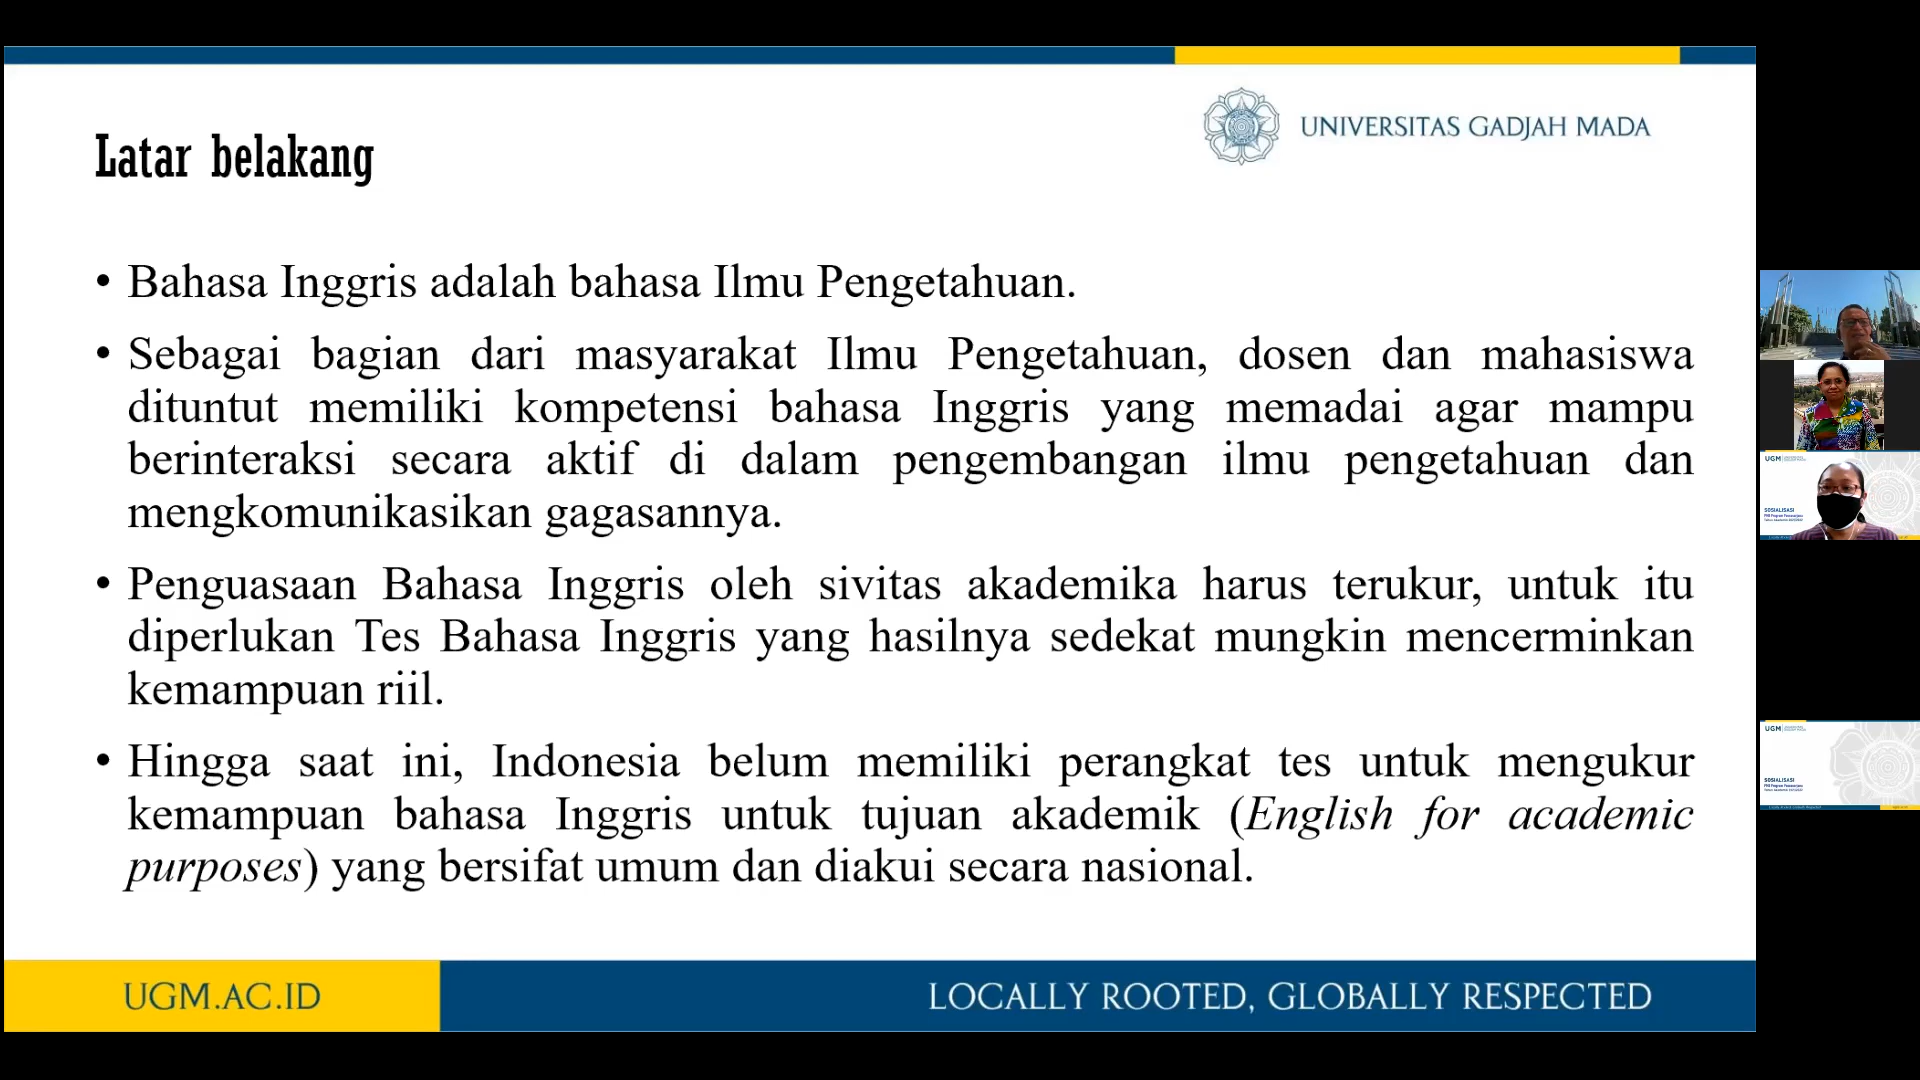 UNIVERSITAS GADJAH MADA
Latar belakang
• Bahasa Inggris adalah bahasa Ilmu Pengetahuan.
• Sebagai bagian dari masyarakat Ilmu Pengetahuan, dosen dan mahasiswa
dituntut memiliki kompetensi bahasa Inggris yang memadai agar mampu
berinteraksi secara aktif di dalam pengembangan ilmu pengetahuan dan
mengkomunikasikan gagasannya.
• Penguasaan Bahasa Inggris oleh sivitas akademika harus terukur, untuk itu
diperlukan Tes Bahasa Inggris yang hasilnya sedekat mungkin mencerminkan
kemampuan riil.
• Hingga saat ini, Indonesia belum memiliki perangkat tes untuk mengukur
kemampuan bahasa Inggris untuk tujuan akademik (English for academic
purposes) yang bersifat umum dan diakui secara nasional.
UGM.AC.ID
LOCALLY ROOTED, GLOBALLY RESPECTED
UGM
SOSIALISASI
UGM
SOSIALISASI